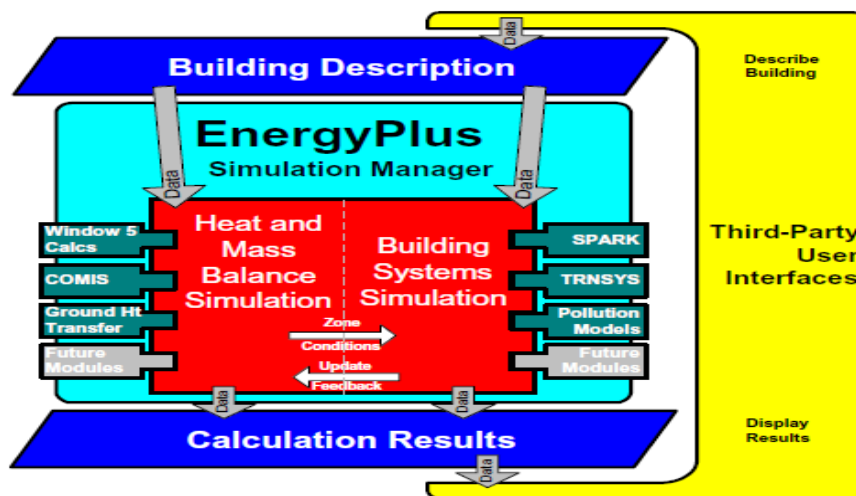 Data
Building Description
Describe
Building
EnergyPlus
Simulation Manager
Data
Data
Window 5
Calcs
COMIS
Ground Ht
Transfer
Future
Modules
Heat and
Mass
Balance
Simulation
Building
Systems
Simulation
Zone
Conditions
Update
Feedback
SPARK
TRNSYS
Pollution
Models
Future
Modules
Third-Party
User
Interfaces
Data
Data
Calculation Results
Display
Results
Data